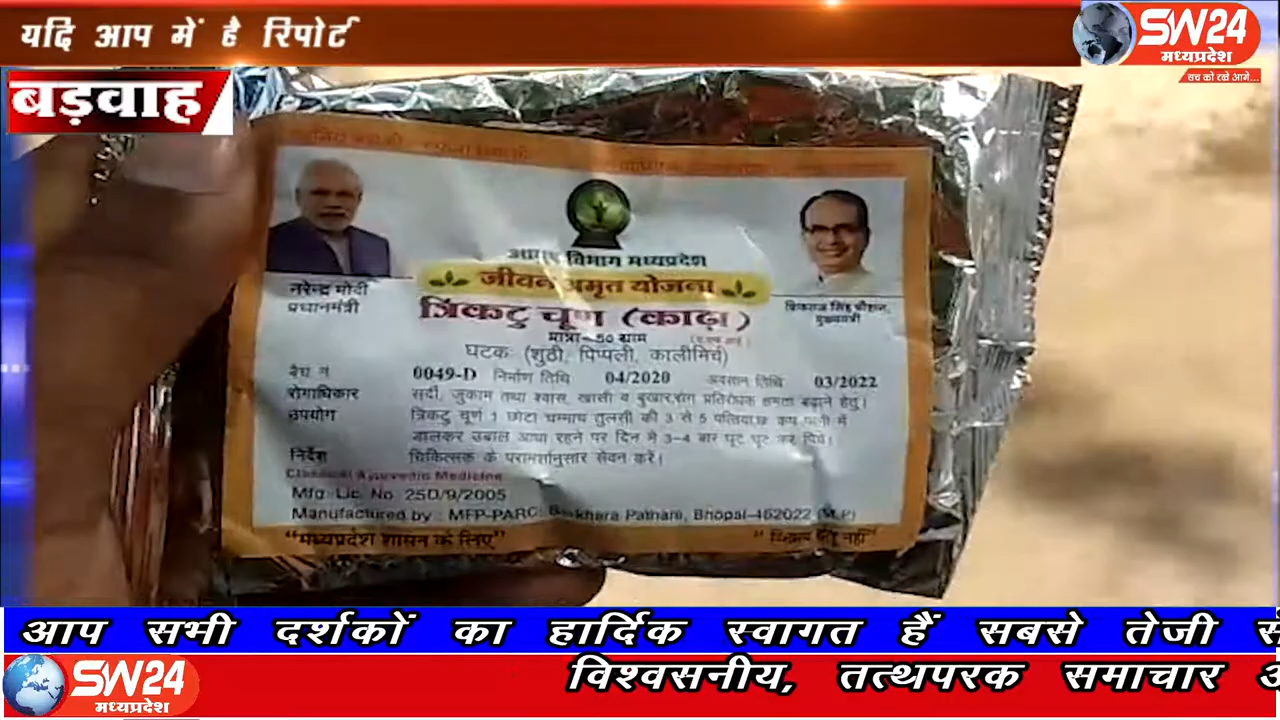 यदि आप में है रिपोर्ट
SW24
मध्यप्रदेश
सच को रखे आगे...
बड़वाह
आयुष विभाग मध्यप्रदेश
जीवन अमृत योजना
नरेन्द्र मोदी
प्रधानमंत्री
शिवराज सिंह चौहान,
मुख्यमंत्री
त्रिकटु चूर्ण (काढ़ा)
मात्रा- 50 ग्राम
घटक (शुठी, पिप्पली, कालीमिर्च)
बैच नं 0049-D निर्माण तिथि 04/2020 अवसान तिथि 03/2022
रोगाधिकार सर्दी, जुकाम तथा श्वास, खासी व बुखार,रोग प्रतिरोधक क्षमता बढ़ाने हेतु।
उपयोग त्रिकटु चूर्ण 1 छोटा चम्माच तुलसी की 3 से 5 पत्तिया,छ कप पानी में
डालकर उबाल आधा रहने पर दिन मे 3-4 बार घूट घूट कर पिये।
निर्देश चिकित्सक के परामर्शानुसार सेवन करें।
Classical Ayurvedic Medicine
Mfg. Lic. No. 25D/9/2005
Manufactured by : MFP-PARC, Barkhara Pathani, Bhopal-462022 (M.P)
"मध्यप्रदेश शासन के लिए" "विक्रय हेतु नहीं"
आप सभी दर्शकों का हार्दिक स्वागत हैं सबसे तेजी से
SW24
मध्यप्रदेश
विश्वसनीय, तत्थपरक समाचार